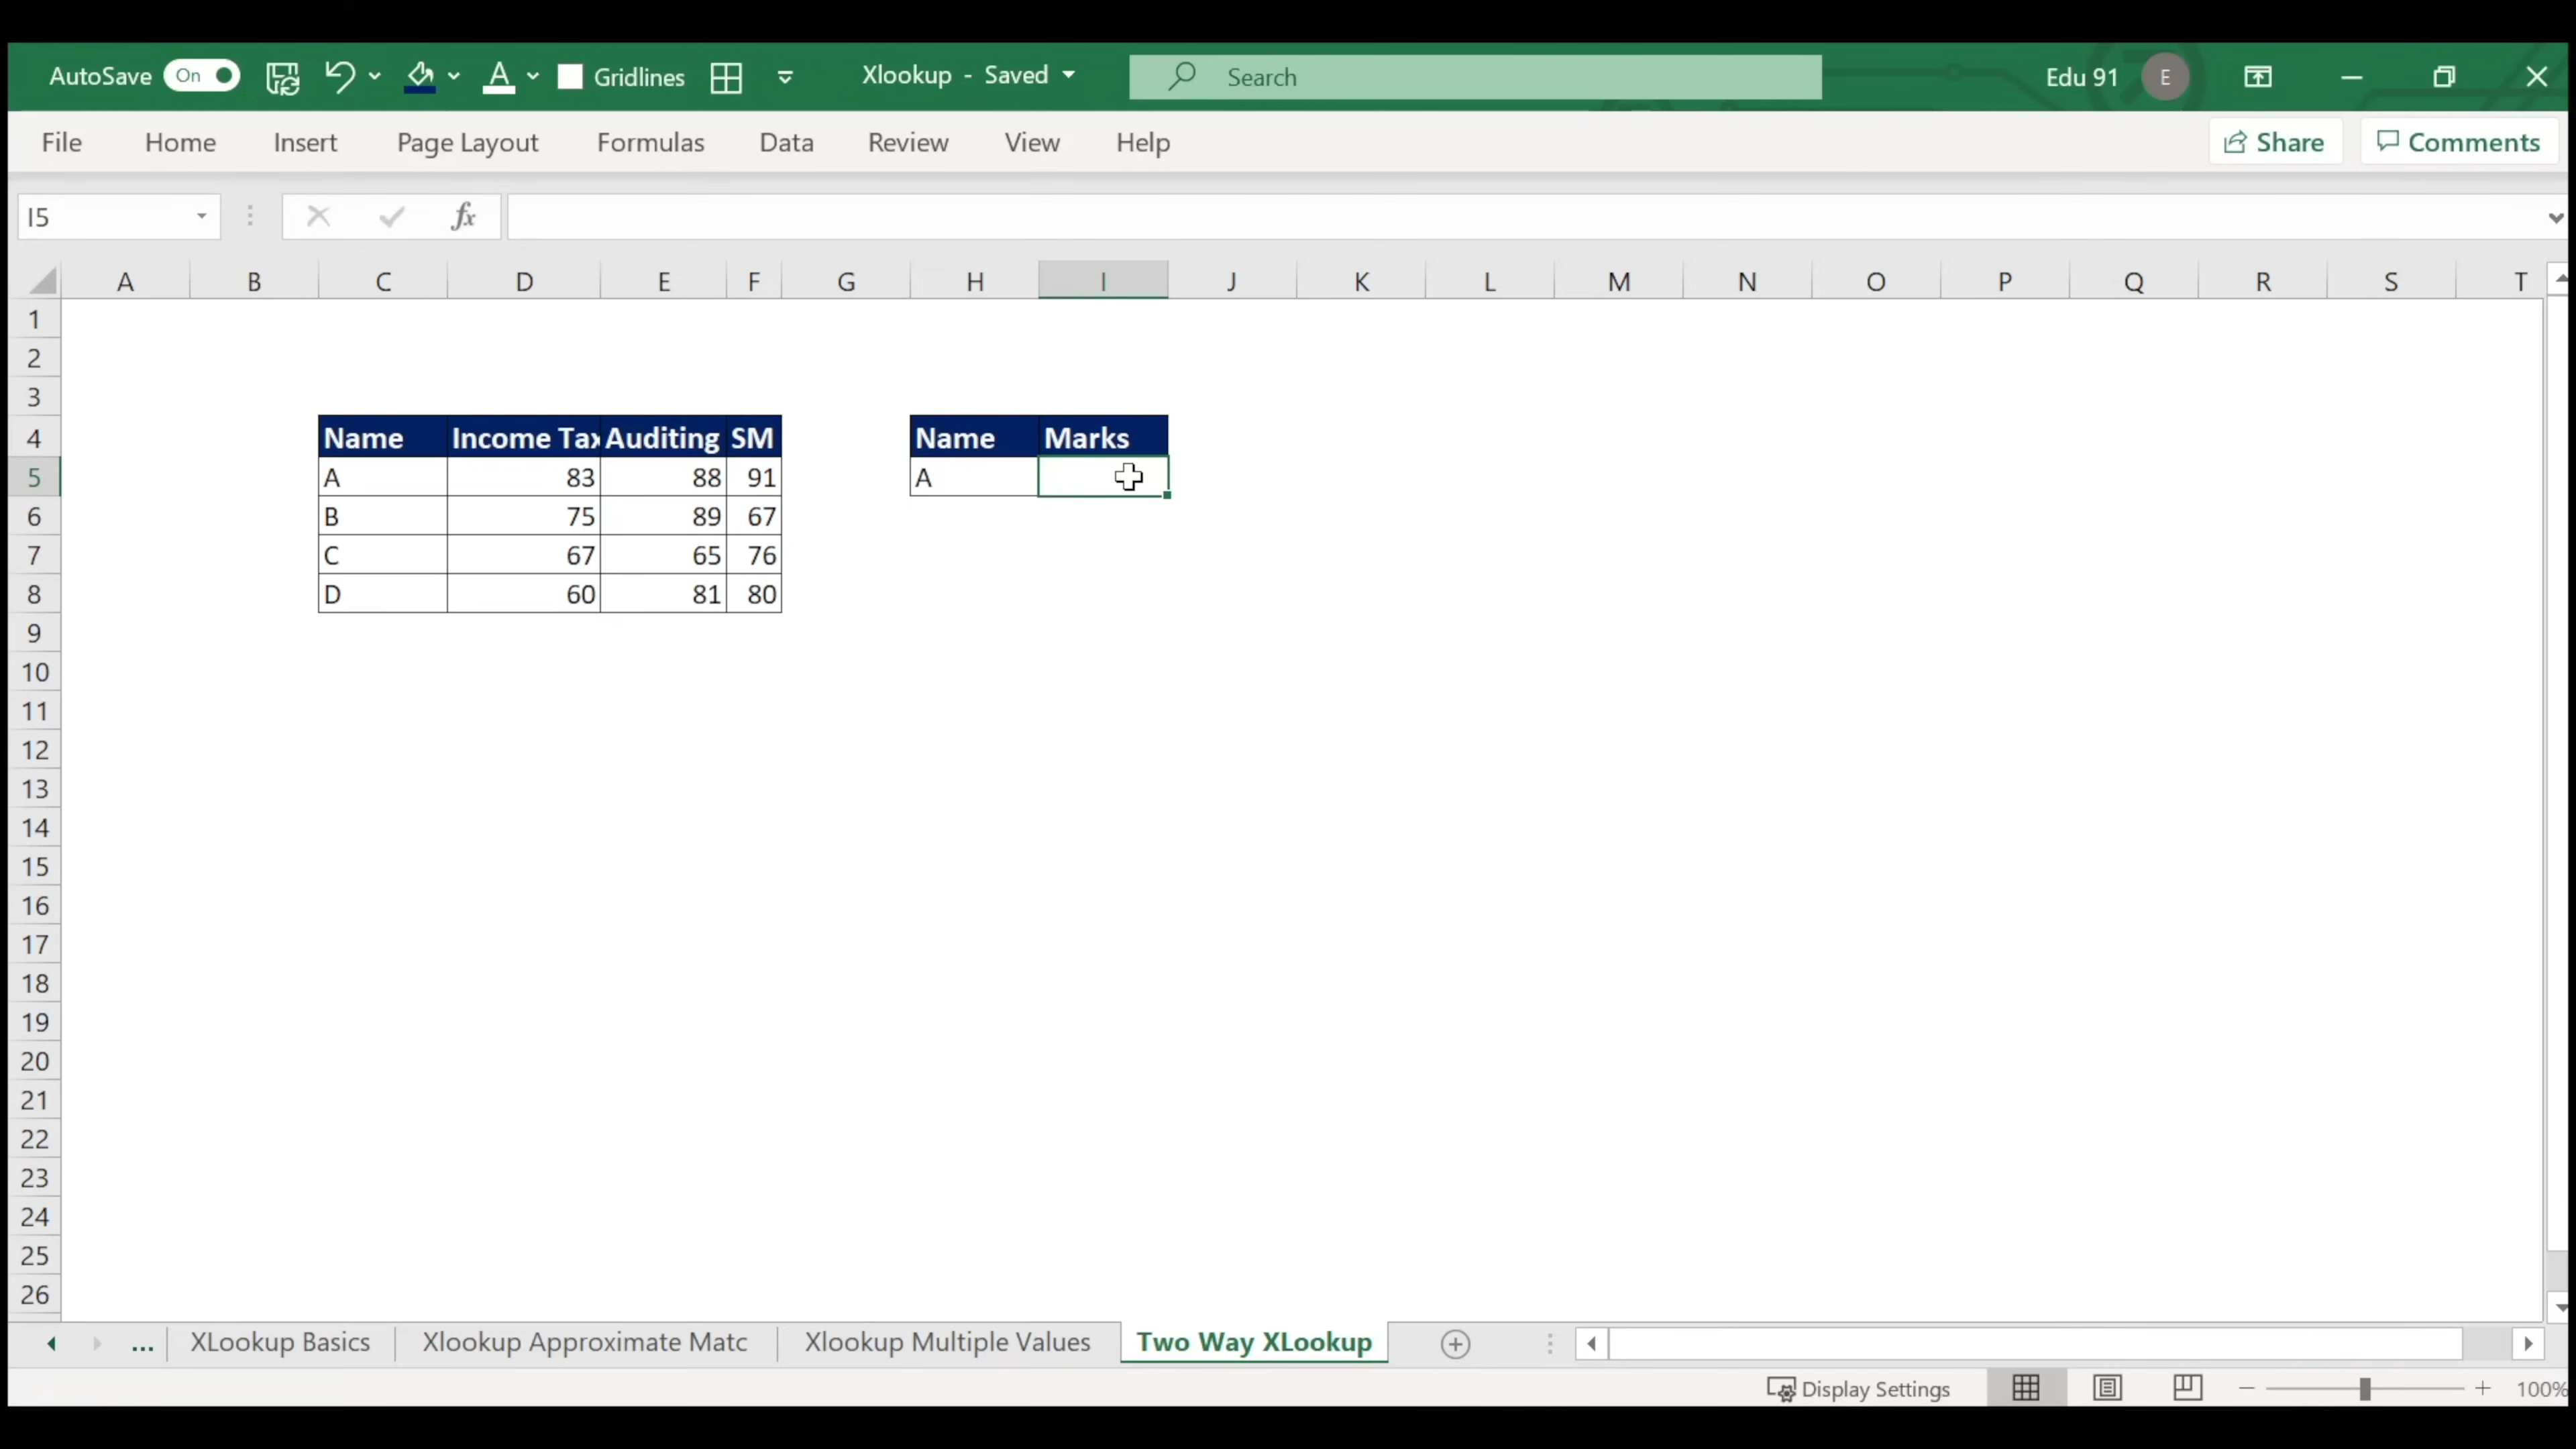 AutoSave On Gridlines Xlookup - Saved Search Edu 91 E
File Home Insert Page Layout Formulas Data Review View Help Share Comments
I5 fx
A B C D E F G H I J K L M N O P Q R S T
1
2
3
4 Name Income Tax Auditing SM Name Marks
5 A 83 88 91 A
6 B 75 89 67
7 C 67 65 76
8 D 60 81 80
9
10
11
12
13
14
15
16
17
18
19
20
21
22
23
24
25
26
... XLookup Basics Xlookup Approximate Matc Xlookup Multiple Values Two Way XLookup
Display Settings 100%